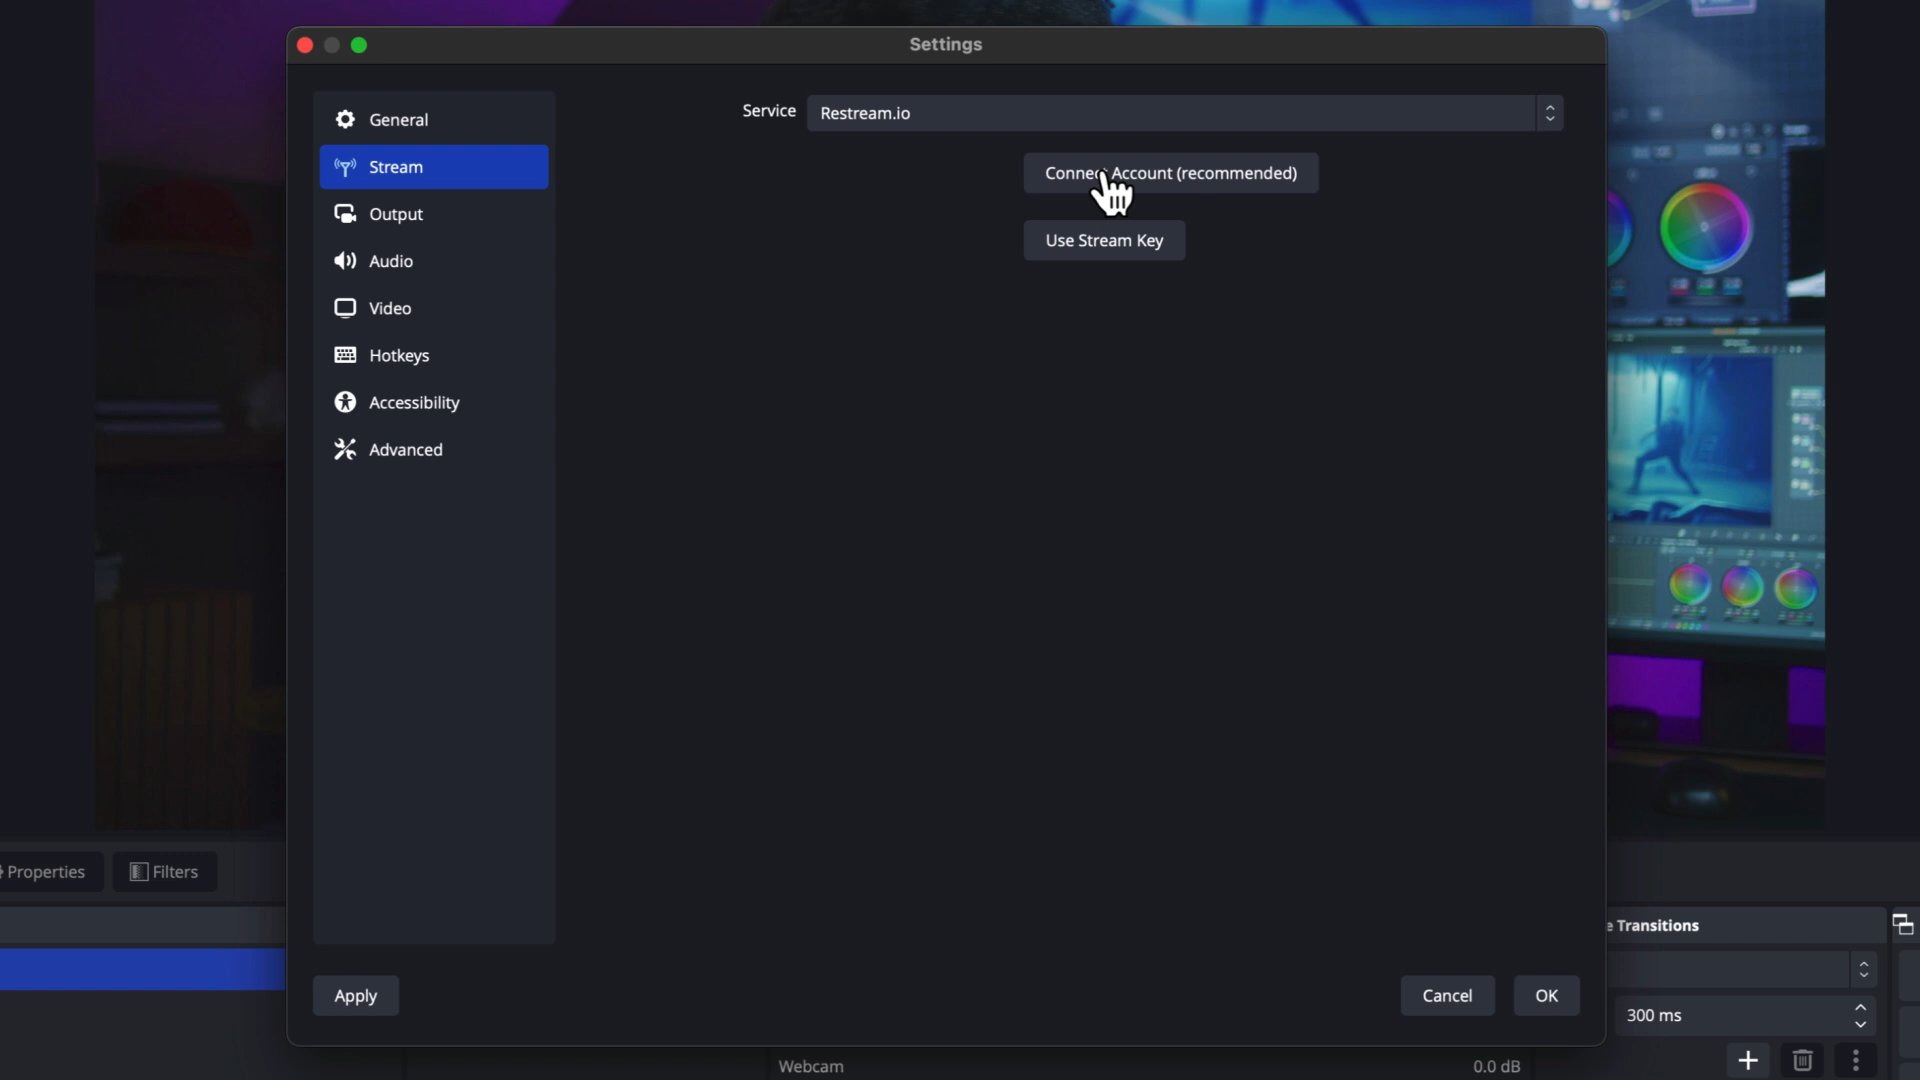 Settings
General
Stream
Output
Audio
Video
Hotkeys
Accessibility
Advanced
Service Restream.io
Connect Account (recommended)
Use Stream Key
Apply
Cancel
OK
Properties
Filters
e Transitions
300 ms
Webcam
0.0 dB